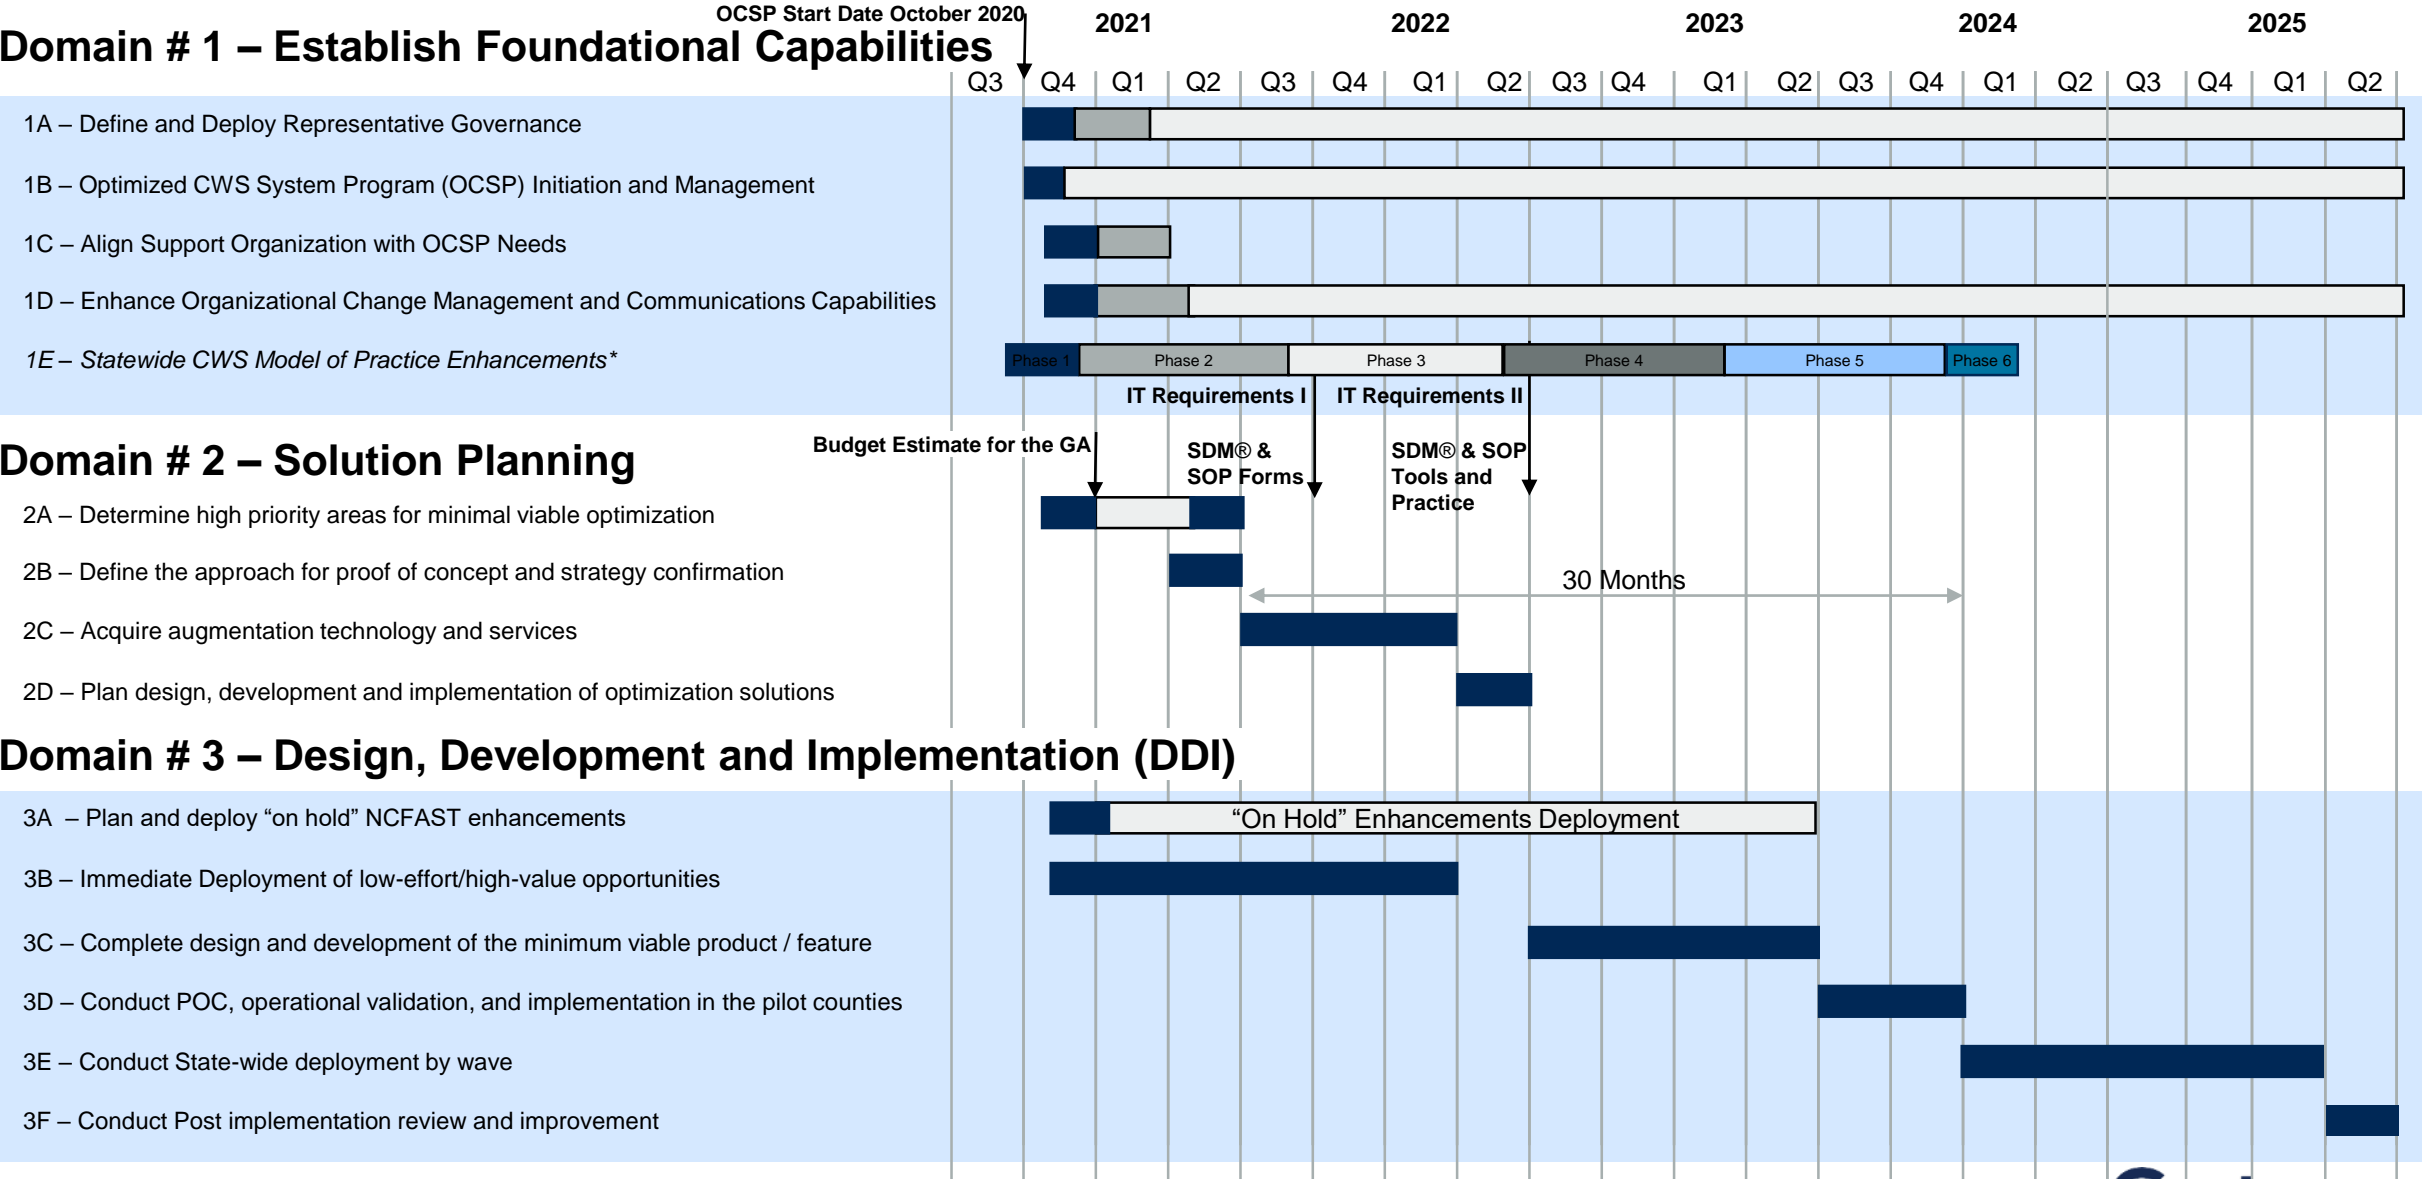 OCSP Start Date October 2020
2021 2022 2023 2024 2025
Domain # 1 – Establish Foundational Capabilities
Q3 Q4 Q1 Q2 Q3 Q4 Q1 Q2 Q3 Q4 Q1 Q2 Q3 Q4 Q1 Q2 Q3 Q4 Q1 Q2
1A – Define and Deploy Representative Governance
1B – Optimized CWS System Program (OCSP) Initiation and Management
1C – Align Support Organization with OCSP Needs
1D – Enhance Organizational Change Management and Communications Capabilities
1E – Statewide CWS Model of Practice Enhancements*
Phase 1 Phase 2 Phase 3 Phase 4 Phase 5 Phase 6
IT Requirements I IT Requirements II
Budget Estimate for the GA
SDM® &
SOP Forms
SDM® & SOP
Tools and
Practice
Domain # 2 – Solution Planning
2A – Determine high priority areas for minimal viable optimization
2B – Define the approach for proof of concept and strategy confirmation
30 Months
2C – Acquire augmentation technology and services
2D – Plan design, development and implementation of optimization solutions
Domain # 3 – Design, Development and Implementation (DDI)
3A – Plan and deploy “on hold” NCFAST enhancements
“On Hold” Enhancements Deployment
3B – Immediate Deployment of low-effort/high-value opportunities
3C – Complete design and development of the minimum viable product / feature
3D – Conduct POC, operational validation, and implementation in the pilot counties
3E – Conduct State-wide deployment by wave
3F – Conduct Post implementation review and improvement